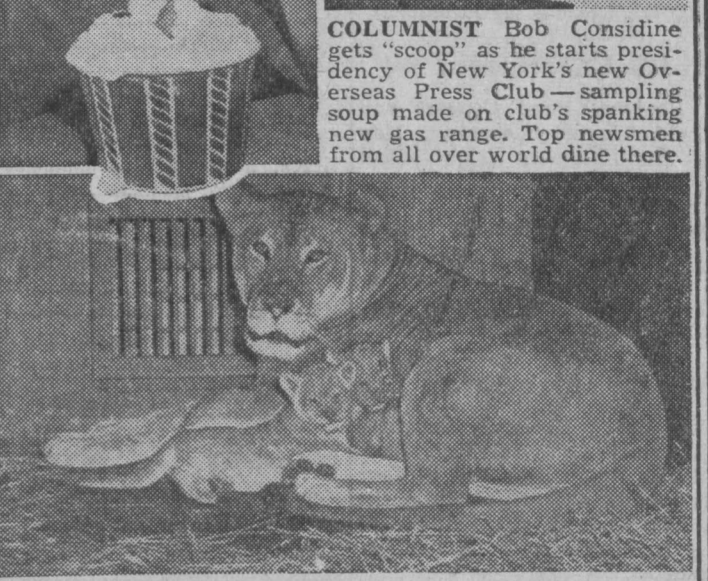 COLUMNIST Bob Considine
gets "scoop" as he starts presi-
dency of New York's new Ov-
erseas Press Club — sampling
soup made on club's spanking
new gas range. Top newsmen
from all over world dine there.